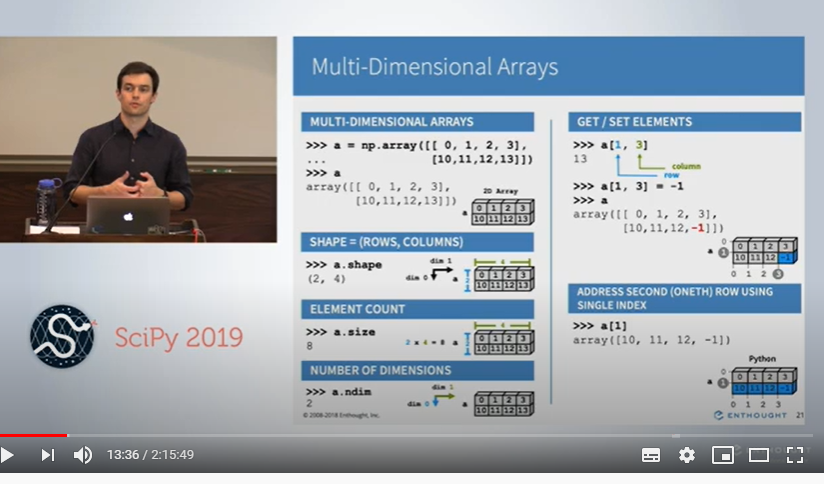 Multi-Dimensional Arrays
MULTI-DIMENSIONAL ARRAYS
>>> a = np.array([[ 0, 1, 2, 3],
...                [10,11,12,13]])
>>> a
array([[ 0, 1, 2, 3],
       [10,11,12,13]])
2D Array
a
0 1 2 3
10 11 12 13
SHAPE = (ROWS, COLUMNS)
>>> a.shape
(2, 4)
dim 1
dim 0
a
2
4
0 1 2 3
10 11 12 13
ELEMENT COUNT
>>> a.size
8
2 x 4 = 8
a
2
4
0 1 2 3
10 11 12 13
NUMBER OF DIMENSIONS
>>> a.ndim
2
dim 1
dim 0
a
0 1 2 3
10 11 12 13
© 2008-2018 Enthought, Inc.
GET / SET ELEMENTS
>>> a[1, 3]
13
column
row
>>> a[1, 3] = -1
>>> a
array([[ 0, 1, 2, 3],
       [10,11,12,-1]])
a
0
1
0 1 2 3
10 11 12 -1
0 1 2 3
ADDRESS SECOND (ONETH) ROW USING
SINGLE INDEX
>>> a[1]
array([10, 11, 12, -1])
Python
a
0
1
0 1 2 3
10 11 12 -1
0 1 2 3
ENTHOUGHT
21
SciPy 2019
13:36 / 2:15:49